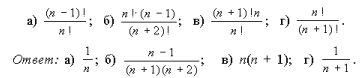 а) (n − 1)! / n! ; б) n!·(n − 1) / (n + 2)! ; в) (n + 1)!n / n! ; г) n! / (n + 1)! .
Ответ: а) 1 / n ; б) n − 1 / (n + 1)(n + 2) ; в) n(n + 1); г) 1 / n + 1 .